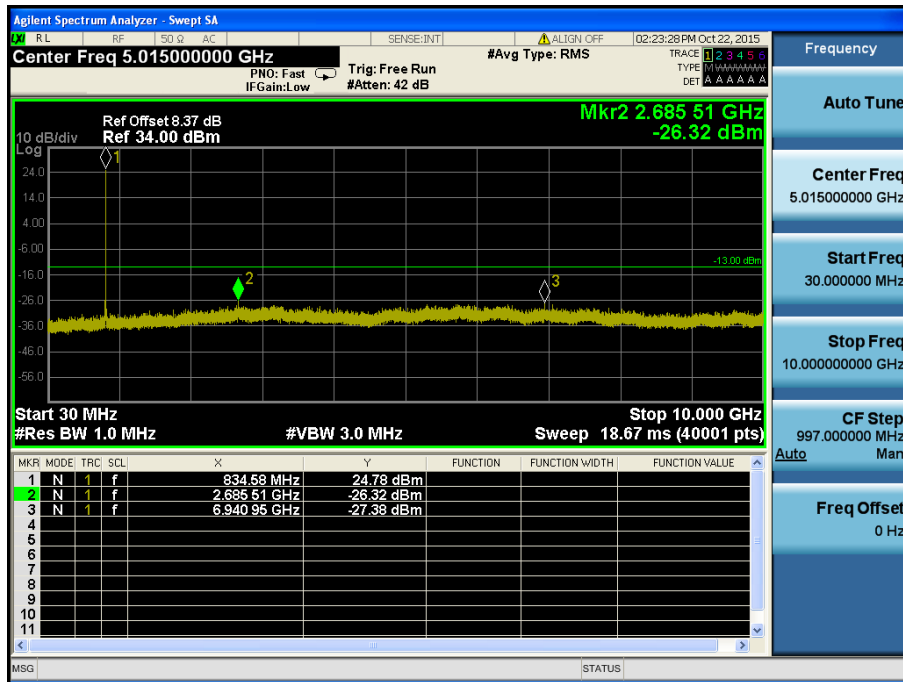 Agilent Spectrum Analyzer - Swept SA
LXI RL RF 50 Ω AC SENSE:INT ALIGN OFF 02:23:28 PM Oct 22, 2015
Center Freq 5.015000000 GHz #Avg Type: RMS TRACE 1 2 3 4 5 6
PNO: Fast Trig: Free Run TYPE M WWWWW
IFGain:Low #Atten: 42 dB DET A A A A A A
Frequency
Auto Tune
Center Freq
5.015000000 GHz
Start Freq
30.000000 MHz
Stop Freq
10.000000000 GHz
CF Step
997.000000 MHz
Auto Man
Freq Offset
0 Hz
Mkr2 2.685 51 GHz
-26.32 dBm
Ref Offset 8.37 dB
10 dB/div Ref 34.00 dBm
Log
1
24.0
14.0
4.00
-6.00
-13.00 dBm
-16.0
2
3
-26.0
-36.0
-46.0
-56.0
Start 30 MHz Stop 10.000 GHz
#Res BW 1.0 MHz #VBW 3.0 MHz Sweep 18.67 ms (40001 pts)
MKR MODE TRC SCL X Y FUNCTION FUNCTION WIDTH FUNCTION VALUE
1 N 1 f 834.58 MHz 24.78 dBm
2 N 1 f 2.685 51 GHz -26.32 dBm
3 N 1 f 6.940 95 GHz -27.38 dBm
4
5
6
7
8
9
10
11
MSG STATUS